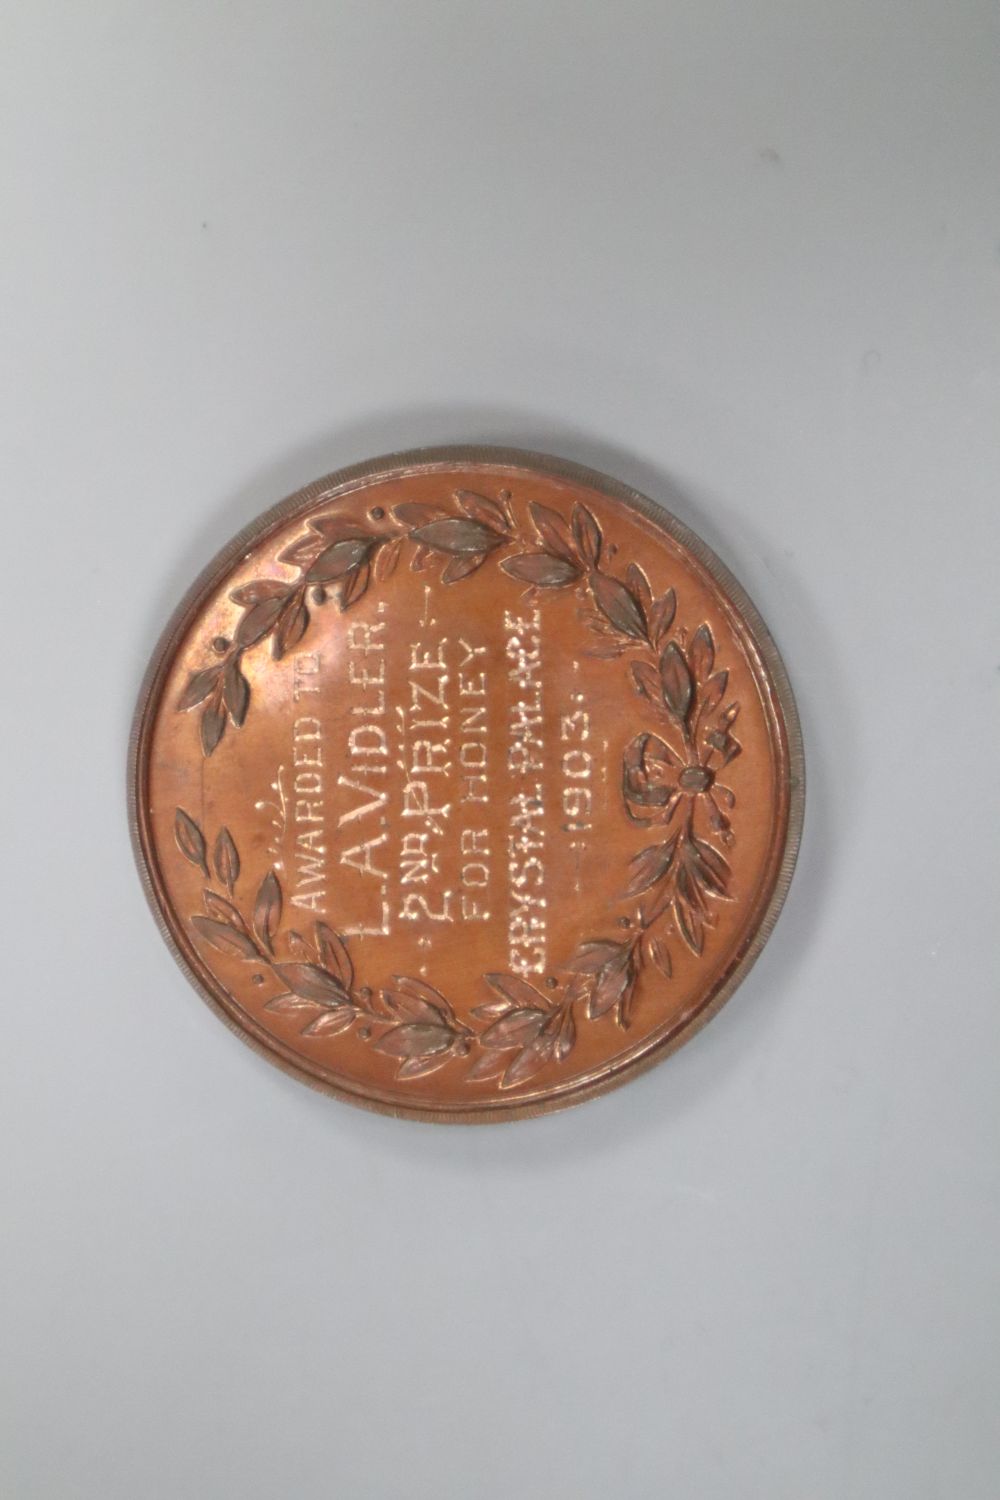 AWARDED TO
L.A.VIDLER.
2ND PRIZE
FOR HONEY
CRYSTAL PALACE
1903.